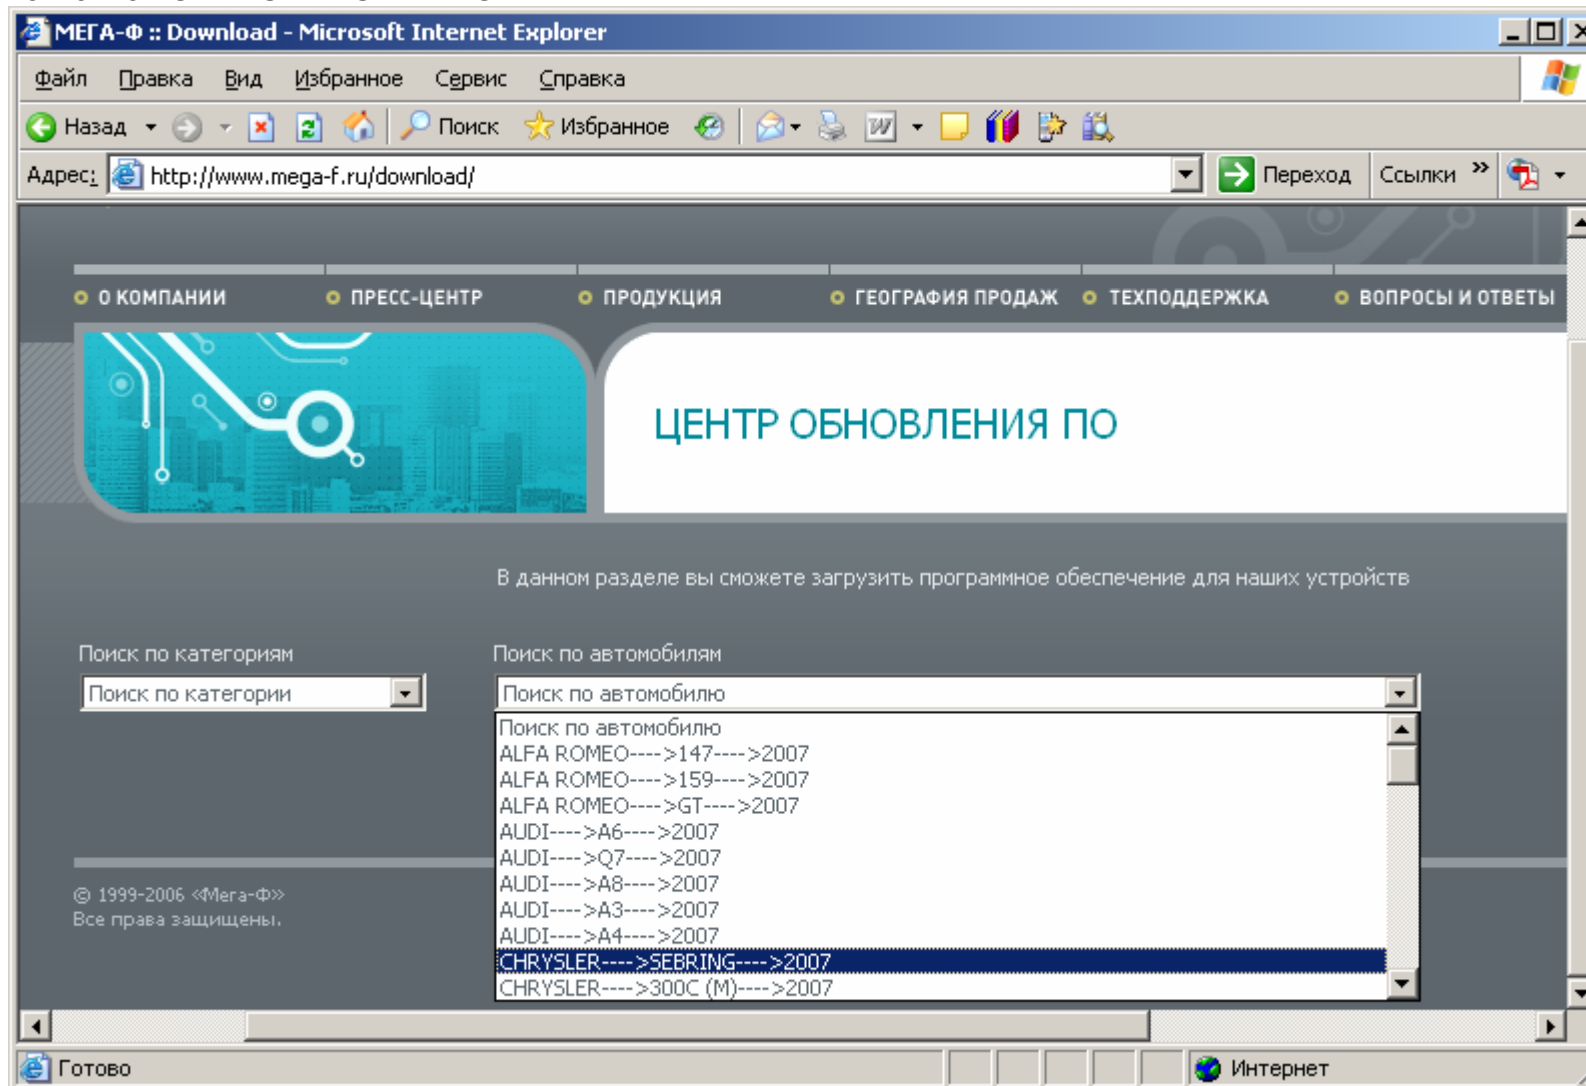 МЕГА-Ф :: Download - Microsoft Internet Explorer
Файл Правка Вид Избранное Сервис Справка
Назад Поиск Избранное
Адрес: http://www.mega-f.ru/download/ Переход Ссылки »
О КОМПАНИИ ПРЕСС-ЦЕНТР ПРОДУКЦИЯ ГЕОГРАФИЯ ПРОДАЖ ТЕХПОДДЕРЖКА ВОПРОСЫ И ОТВЕТЫ
ЦЕНТР ОБНОВЛЕНИЯ ПО
В данном разделе вы сможете загрузить программное обеспечение для наших устройств
Поиск по категориям Поиск по автомобилям
Поиск по категории Поиск по автомобилю
Поиск по автомобилю
ALFA ROMEO---->147---->2007
ALFA ROMEO---->159---->2007
ALFA ROMEO---->GT---->2007
AUDI---->A6---->2007
AUDI---->Q7---->2007
AUDI---->A8---->2007
AUDI---->A3---->2007
AUDI---->A4---->2007
CHRYSLER---->SEBRING---->2007
CHRYSLER---->300C (M)---->2007
© 1999-2006 «Мега-Ф»
Все права защищены.
Готово Интернет